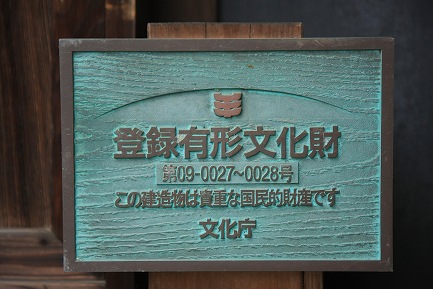 登録有形文化財
第09-0027~0028号
この建造物は貴重な国民的財産です
文化庁